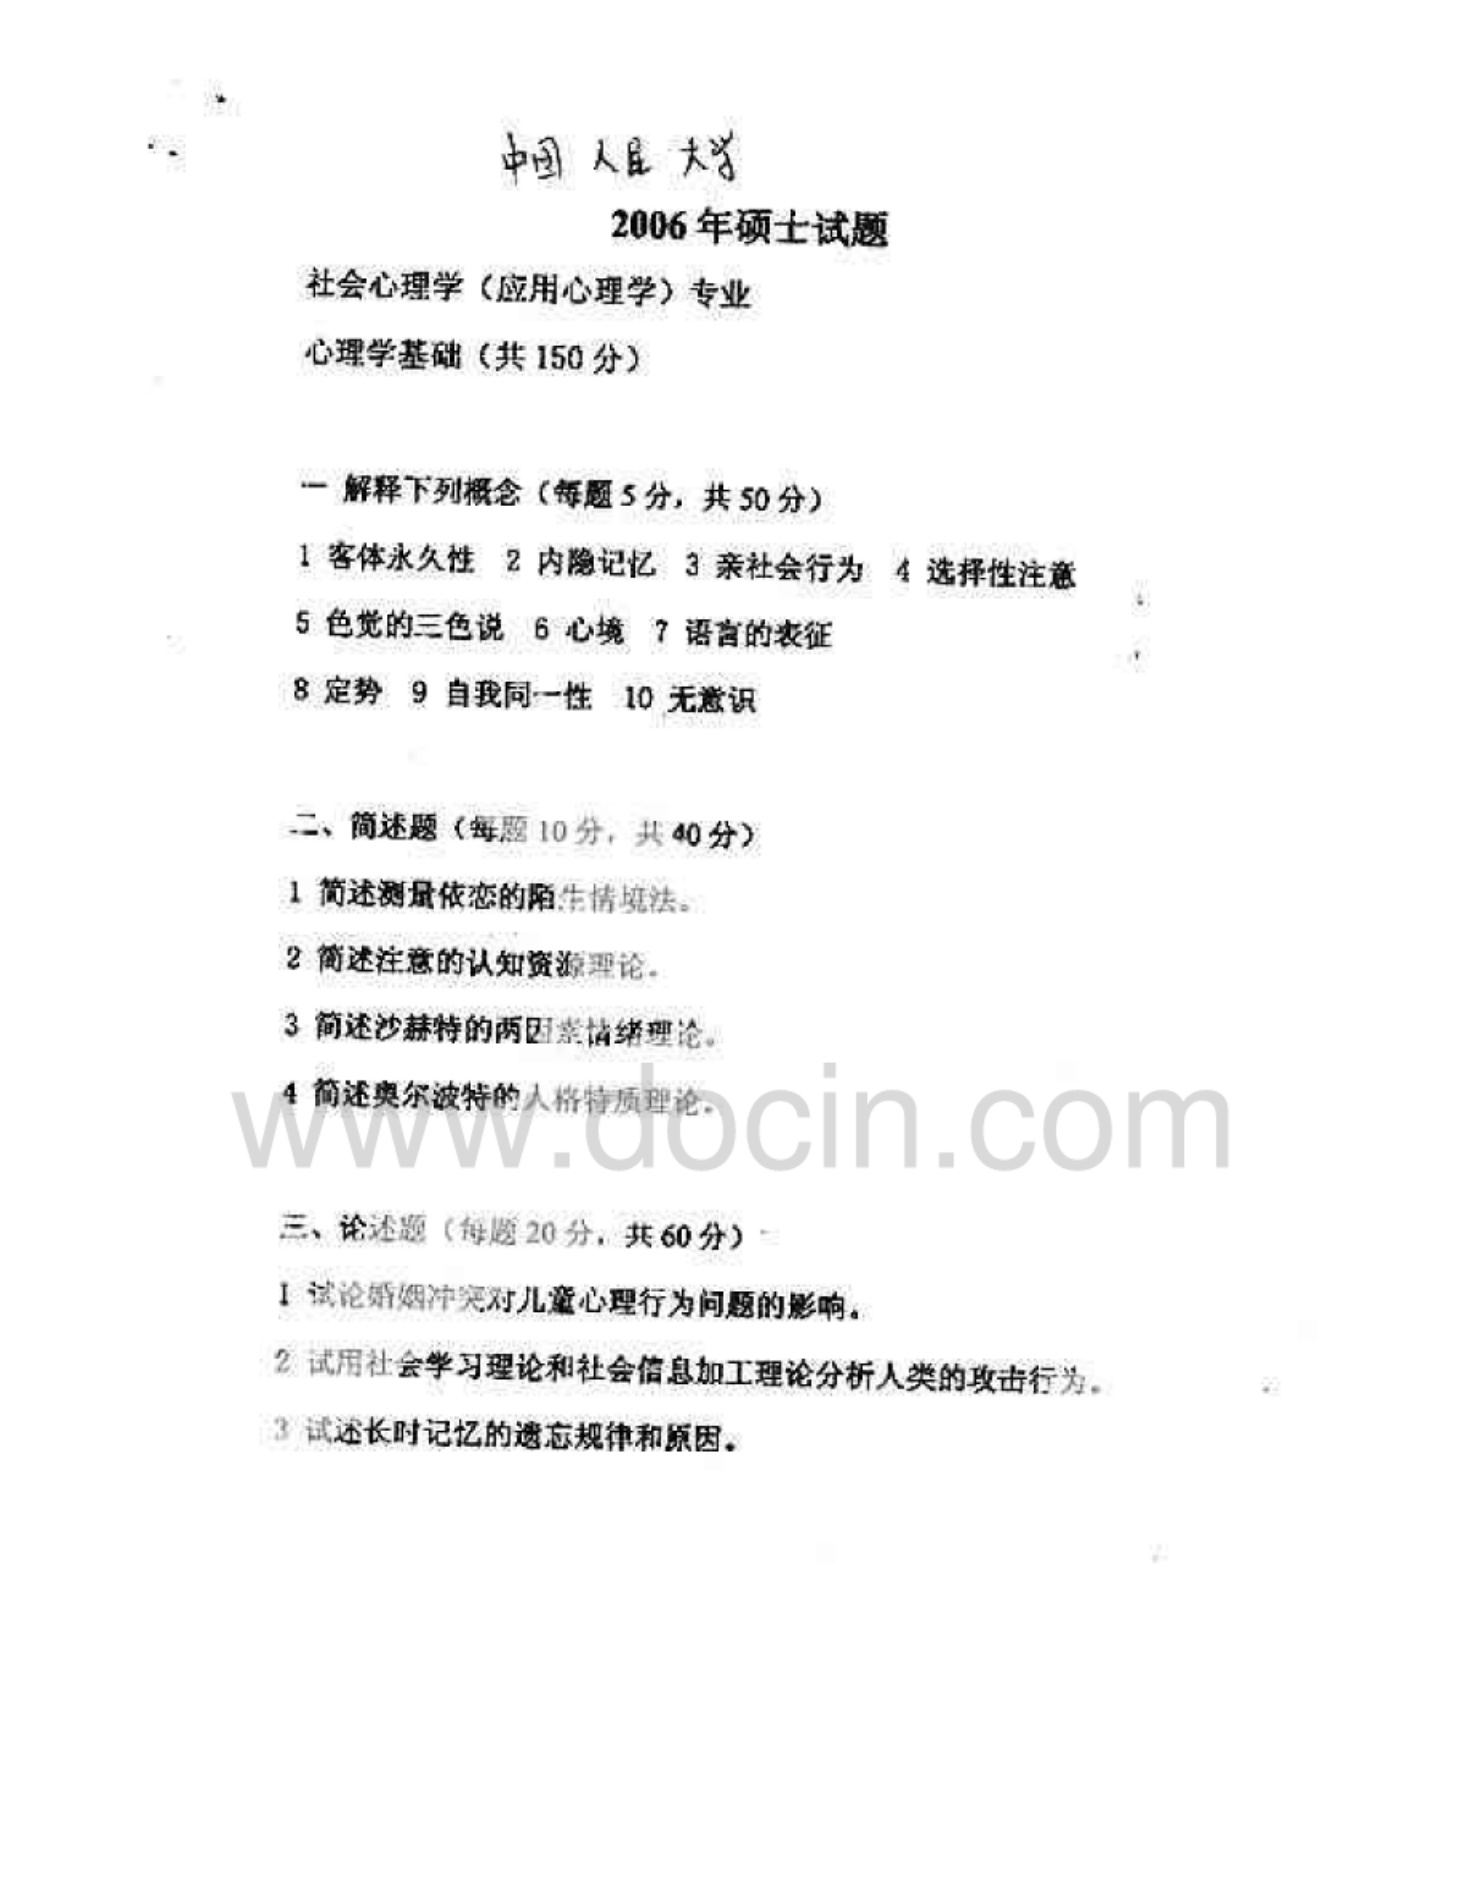 中国人民大学
2006年硕士试题
社会心理学（应用心理学）专业
心理学基础（共150分）
一 解释下列概念（每题5分，共50分）
1 客体永久性 2 内隐记忆 3 亲社会行为 4 选择性注意
5 色觉的三色说 6 心境 7 语言的表征
8 定势 9 自我同一性 10 无意识
二、简述题（每题10分，共40分）
1 简述测量依恋的陌生情境法。
2 简述注意的认知资源理论。
3 简述沙赫特的两因素情绪理论。
4 简述奥尔波特的人格特质理论。
www.docin.com
三、论述题（每题20分，共60分）
1 试论婚姻冲突对儿童心理行为问题的影响。
2 试用社会学习理论和社会信息加工理论分析人类的攻击行为。
3 试述长时记忆的遗忘规律和原因。